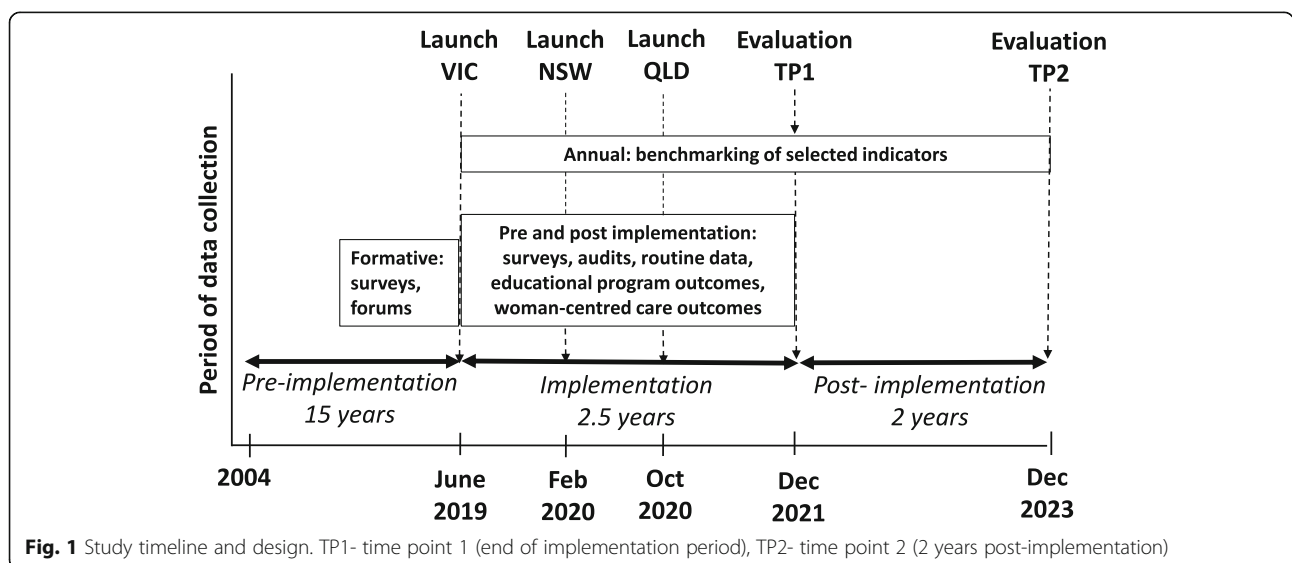 Launch
VIC
Launch
NSW
Launch
QLD
Evaluation
TP1
Evaluation
TP2
Period of data collection
Annual: benchmarking of selected indicators
Formative:
surveys,
forums
Pre and post implementation:
surveys, audits, routine data,
educational program outcomes,
woman-centred care outcomes
Pre-implementation
15 years
Implementation
2.5 years
Post- implementation
2 years
2004
June
2019
Feb
2020
Oct
2020
Dec
2021
Dec
2023
Fig. 1 Study timeline and design. TP1- time point 1 (end of implementation period), TP2- time point 2 (2 years post-implementation)